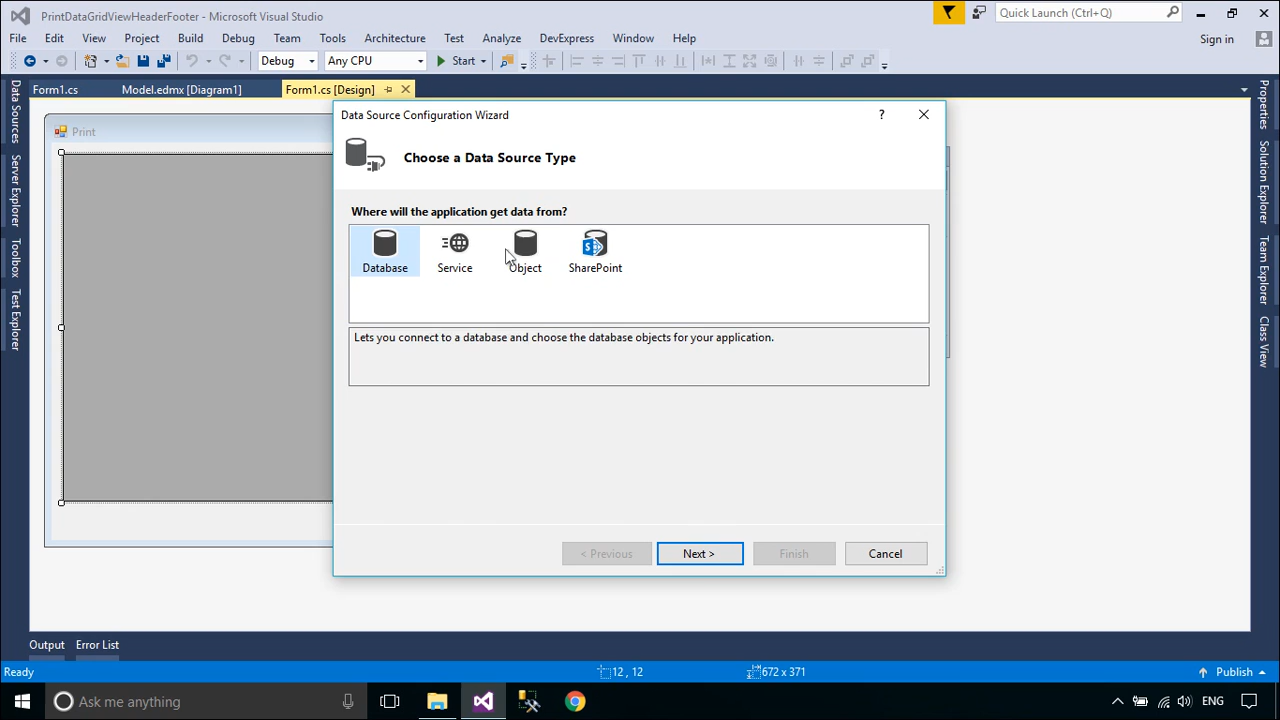 PrintDataGridViewHeaderFooter - Microsoft Visual Studio
Quick Launch (Ctrl+Q)
File Edit View Project Build Debug Team Tools Architecture Test Analyze DevExpress Window Help
Sign in
Debug Any CPU Start
Form1.cs Model.edmx [Diagram1] Form1.cs [Design]
Data Sources
Server Explorer
Toolbox
Test Explorer
Print
Data Source Configuration Wizard
?
Choose a Data Source Type
Where will the application get data from?
Database Service Object SharePoint
Lets you connect to a database and choose the database objects for your application.
< Previous Next > Finish Cancel
Properties
Solution Explorer
Team Explorer
Class View
Output Error List
Ready 12 , 12 672 x 371 Publish
Ask me anything ENG